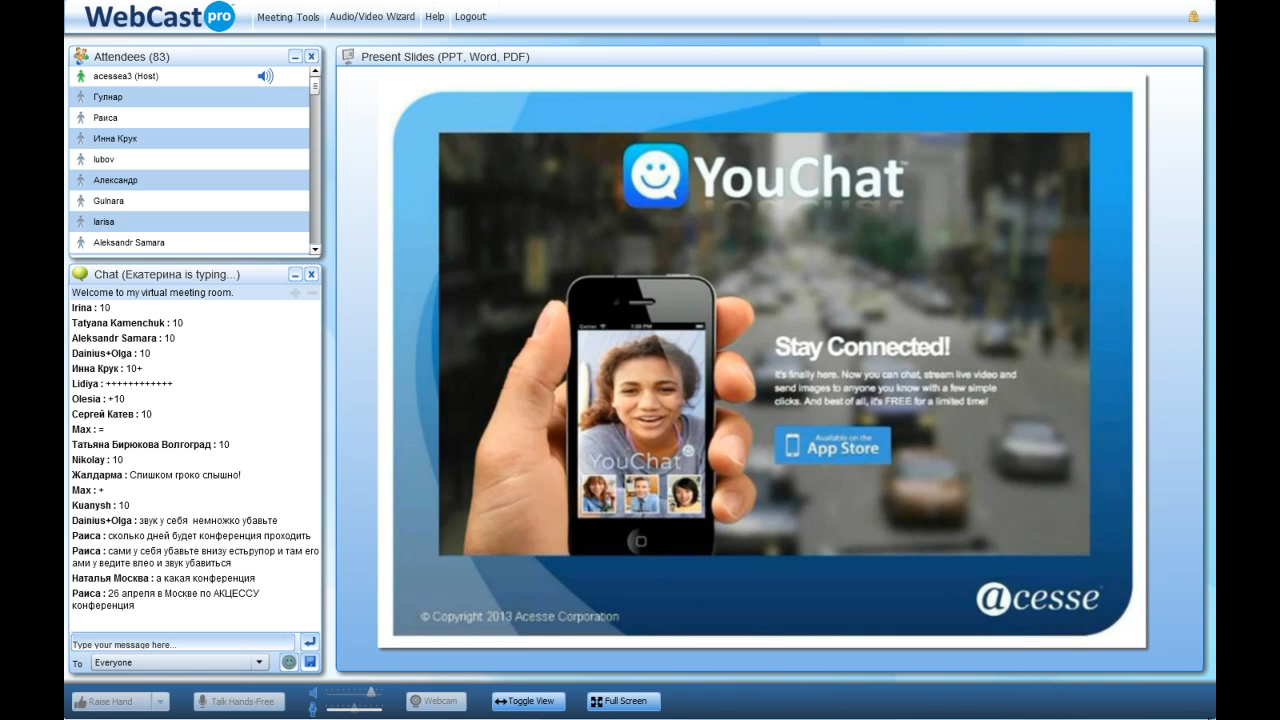 WebCast pro
Meeting Tools Audio/Video Wizard Help Logout
Attendees (83)
acessea3 (Host)
Гулнар
Раиса
Инна Крук
lubov
Александр
Gulnara
larisa
Aleksandr Samara
Chat (Екатерина is typing...)
Welcome to my virtual meeting room.
Irina : 10
Tatyana Kamenchuk : 10
Aleksandr Samara : 10
Dainius+Olga : 10
Инна Крук : 10+
Lidiya : ++++++++++++
Olesia : +10
Сергей Катев : 10
Max : =
Татьяна Бирюкова Волгоград : 10
Nikolay : 10
Жалдарма : Спишком гроко спышно!
Max : +
Kuanysh : 10
Dainius+Olga : звук у себя немножко убавьте
Раиса : сколько дней будет конференция проходить
Раиса : сами у себя убавьте внизу естьрупор и там его
ами у ведите влео и звук убавиться
Наталья Москва : а какая конференция
Раиса : 26 апреля в Москве по АКЦЕССУ
конференция
Type your message here...
To Everyone
Present Slides (PPT, Word, PDF)
YouChat™
Stay Connected!
It's finally here. Now you can chat, stream live video and
send images to anyone you know with a few simple
clicks. And best of all, it's FREE for a limited time!
Available on the
App Store
Carrier 1:00 PM
YouChat
acesse
© Copyright 2013 Acesse Corporation
Raise Hand Talk Hands-Free Webcam Toggle View Full Screen